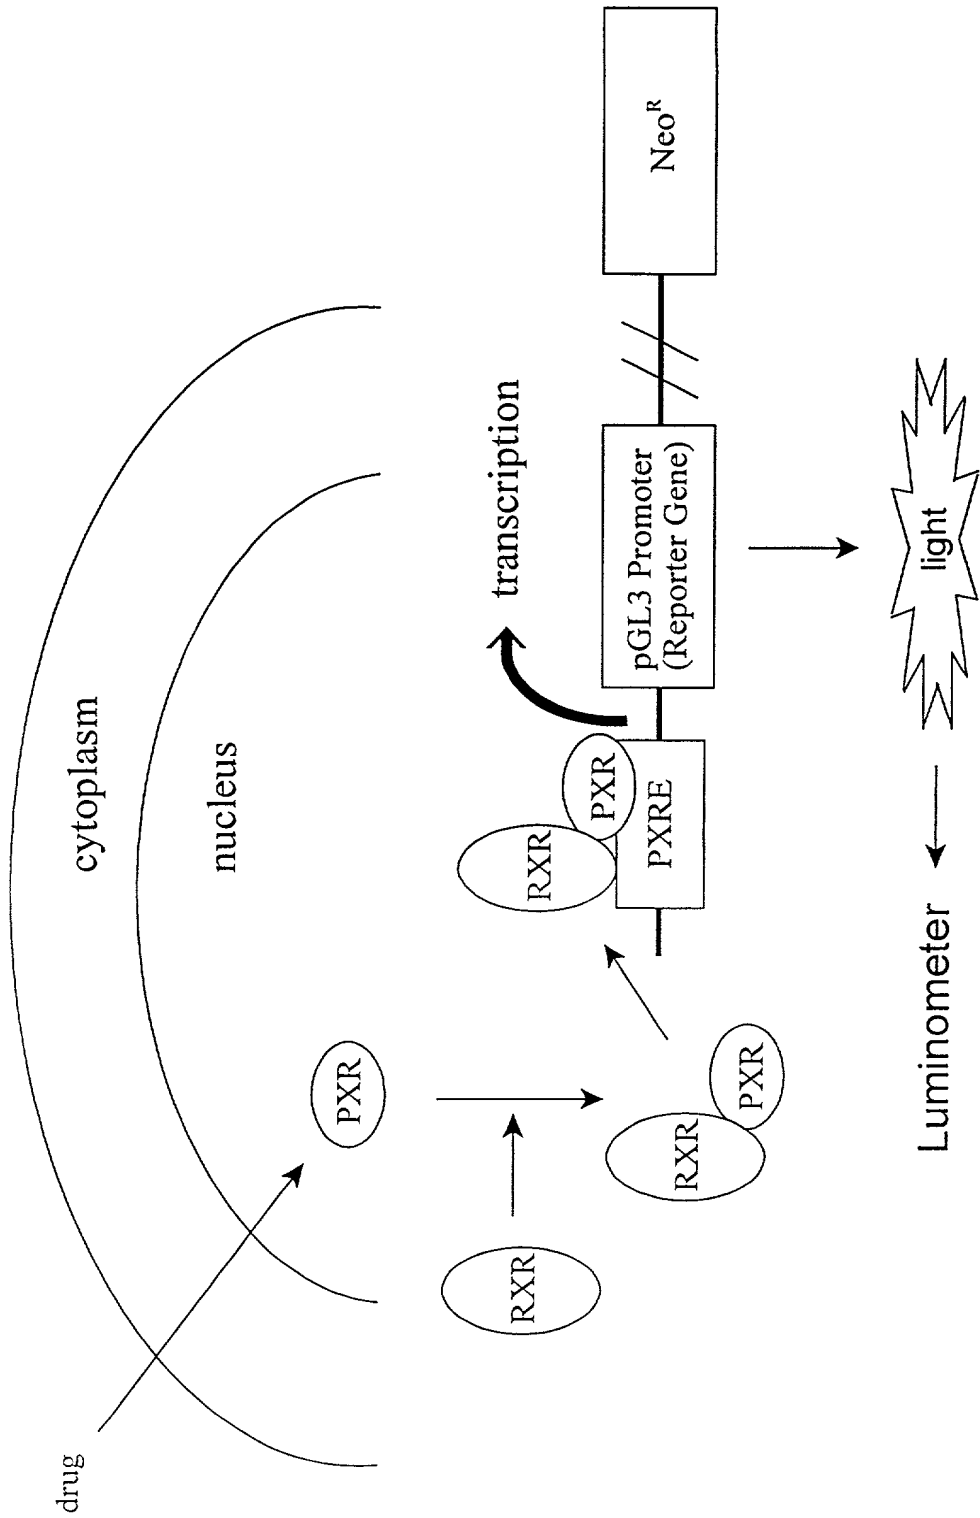 drug
cytoplasm
nucleus
PXR
RXR
transcription
RXR
PXR
PXRE
pGL3 Promoter
(Reporter Gene)
Neo^R
RXR
PXR
light
Luminometer